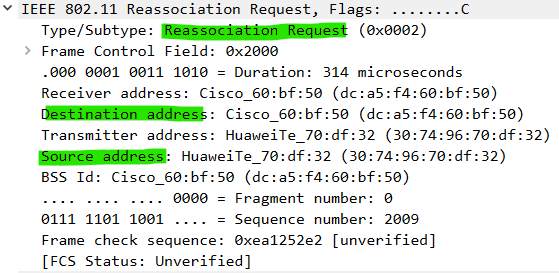 IEEE 802.11 Reassociation Request, Flags: ........C
Type/Subtype: Reassociation Request (0x0002)
Frame Control Field: 0x2000
.000 0001 0011 1010 = Duration: 314 microseconds
Receiver address: Cisco_60:bf:50 (dc:a5:f4:60:bf:50)
Destination address: Cisco_60:bf:50 (dc:a5:f4:60:bf:50)
Transmitter address: HuaweiTe_70:df:32 (30:74:96:70:df:32)
Source address: HuaweiTe_70:df:32 (30:74:96:70:df:32)
BSS Id: Cisco_60:bf:50 (dc:a5:f4:60:bf:50)
.... .... .... 0000 = Fragment number: 0
0111 1101 1001 .... = Sequence number: 2009
Frame check sequence: 0xea1252e2 [unverified]
[FCS Status: Unverified]